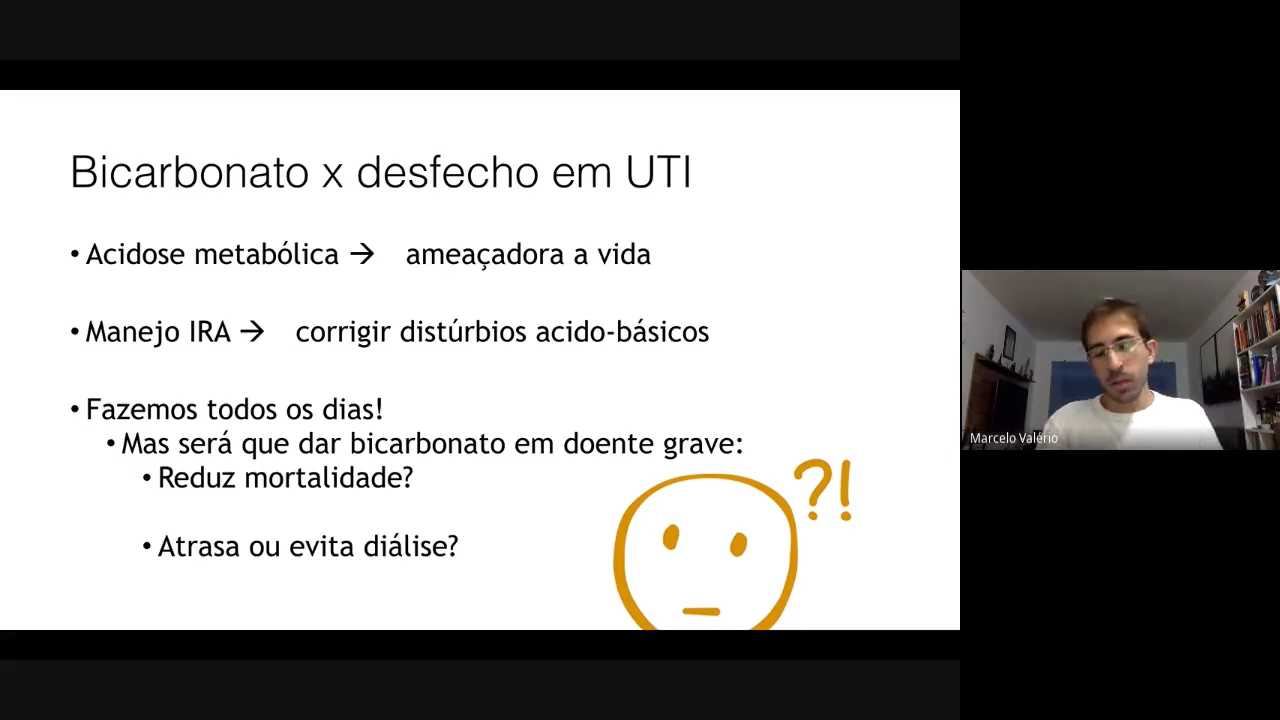 Bicarbonato x desfecho em UTI
• Acidose metabólica → ameaçadora a vida
• Manejo IRA → corrigir distúrbios acido-básicos
• Fazemos todos os dias!
• Mas será que dar bicarbonato em doente grave:
• Reduz mortalidade?
?!
• Atrasa ou evita diálise?
Marcelo Valério